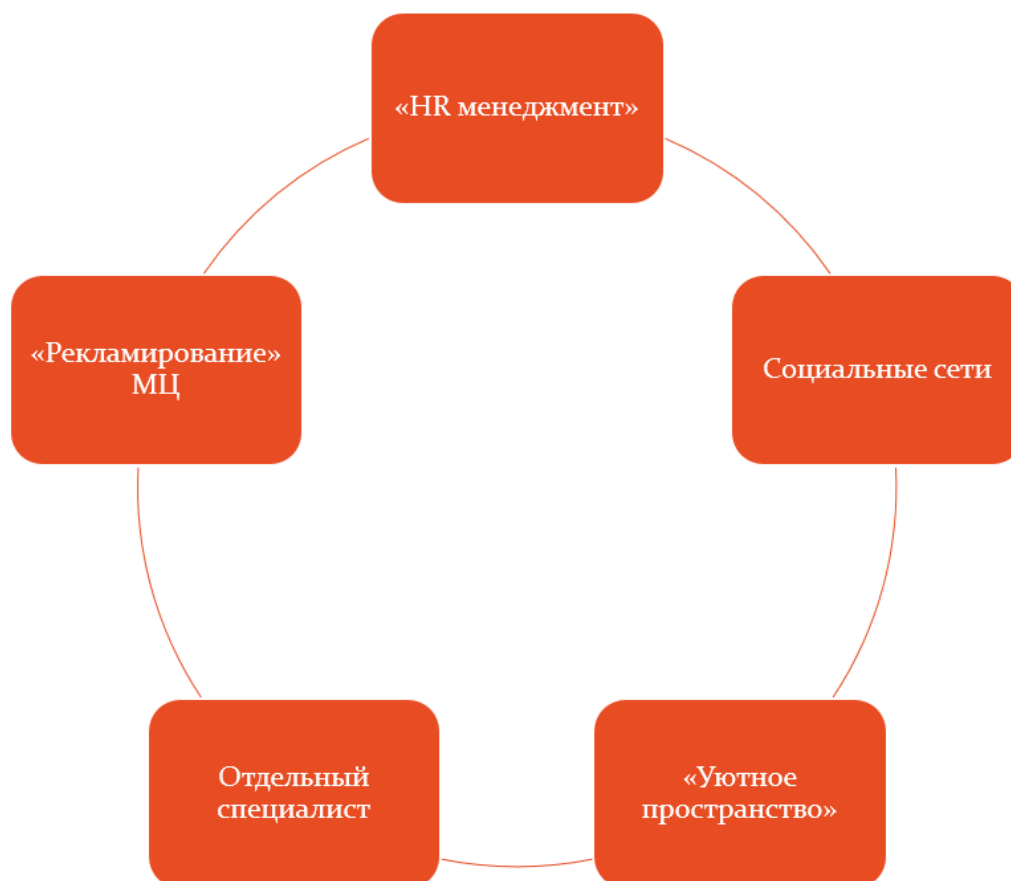 «HR менеджмент»
Социальные сети
«Уютное
пространство»
Отдельный
специалист
«Рекламирование»
МЦ